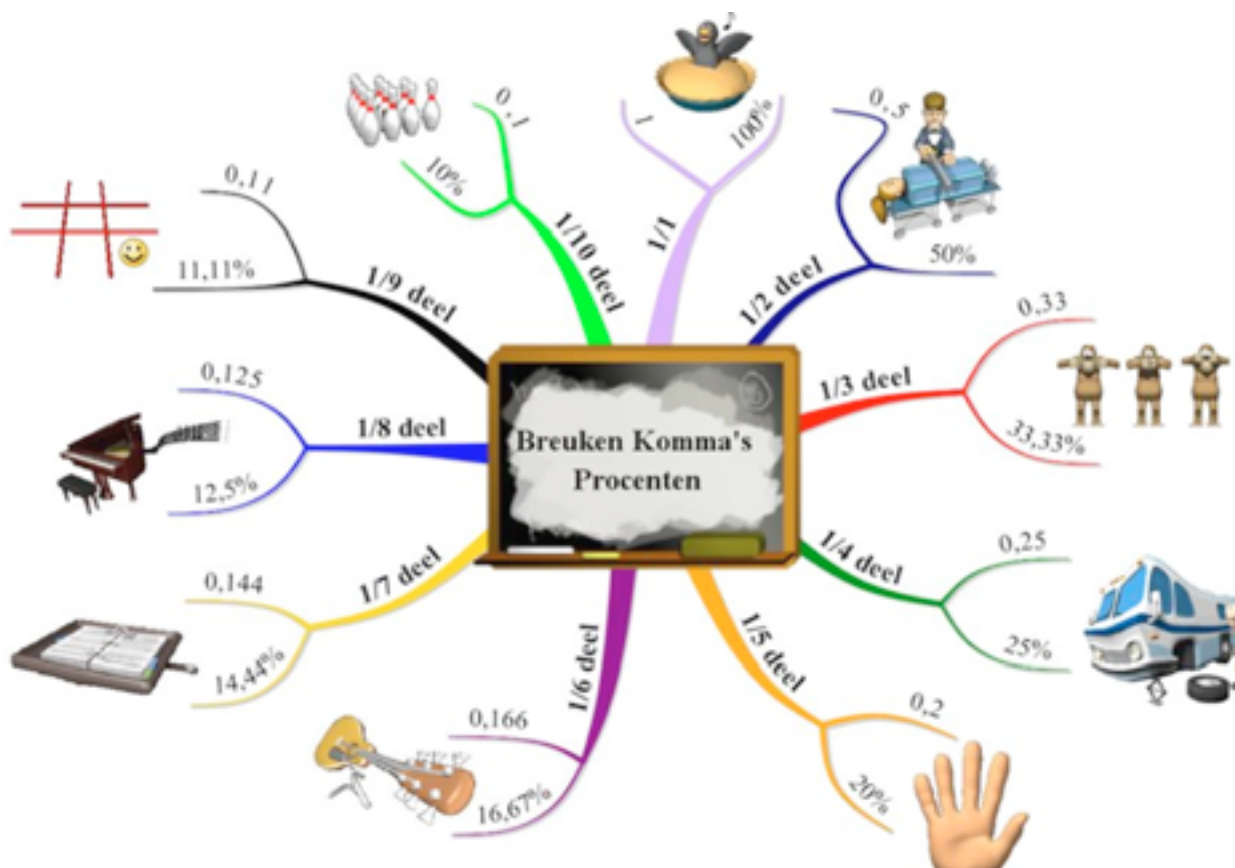 Breuken Komma's
Procenten
1/1
1
100%
1/2 deel
0,5
50%
1/3 deel
0,33
33,33%
1/4 deel
0,25
25%
1/5 deel
0,2
20%
1/6 deel
0,166
16,67%
1/7 deel
0,144
14,44%
1/8 deel
0,125
12,5%
1/9 deel
0,11
11,11%
1/10 deel
0,1
10%